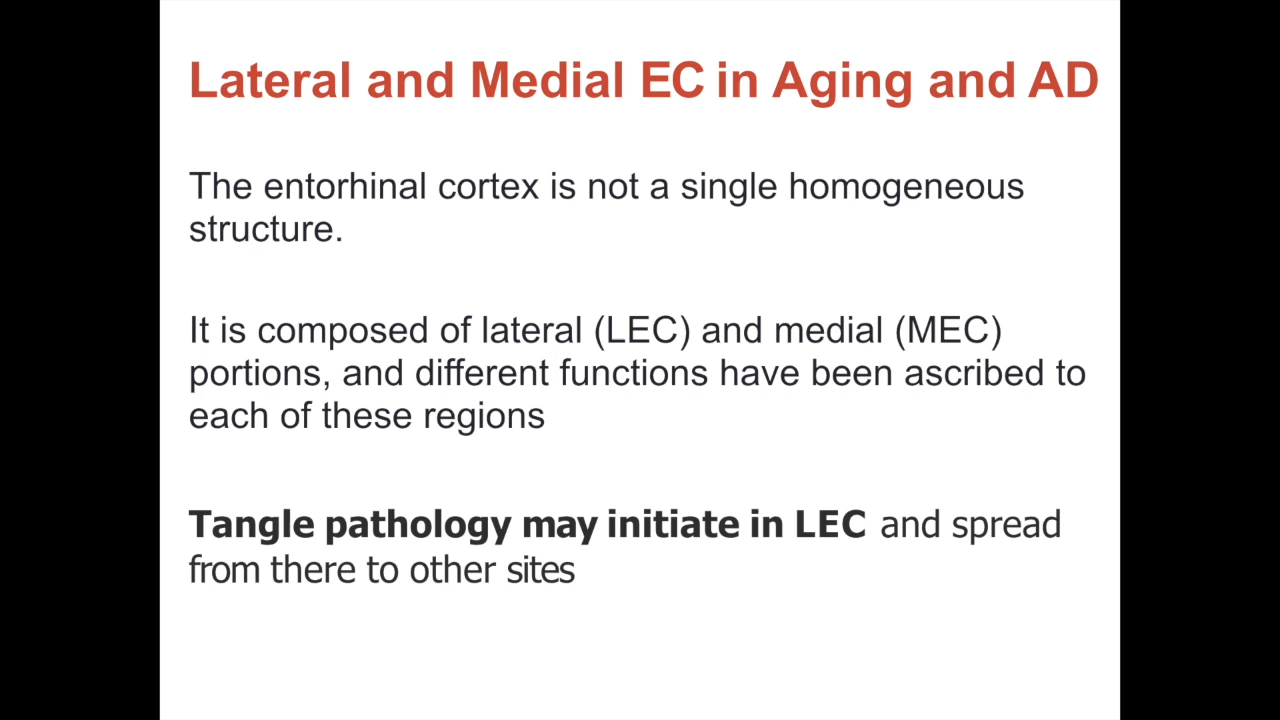 Lateral and Medial EC in Aging and AD
The entorhinal cortex is not a single homogeneous
structure.
It is composed of lateral (LEC) and medial (MEC)
portions, and different functions have been ascribed to
each of these regions
Tangle pathology may initiate in LEC and spread
from there to other sites